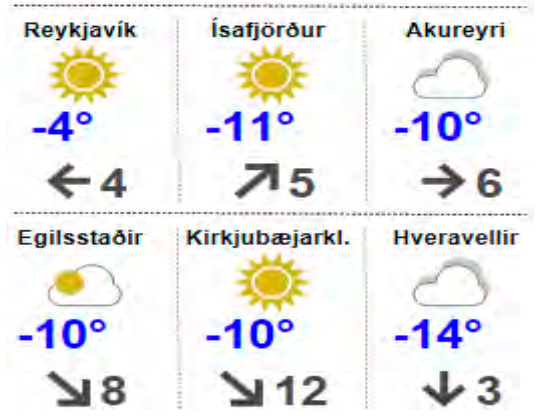 Reykjavík Ísafjörður Akureyri
-4° -11° -10°
4 5 6
Egilsstaðir Kirkjubæjarkl. Hveravellir
-10° -10° -14°
8 12 3